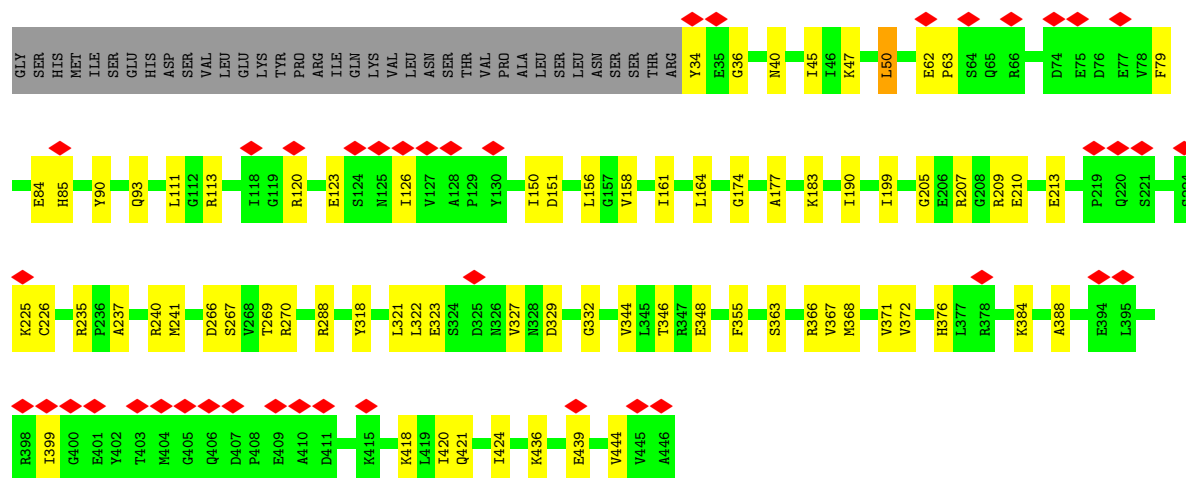 GLY SER HIS MET ILE SER GLU HIS ASP SER VAL LEU GLU LYS TYR PRO ARG ILE GLN LYS VAL LEU ASN SER THR VAL PRO ALA LEU SER LEU ASN SER SER THR ARG Y34 E35 G36 N40 I45 I46 K47 L50 E62 P63 S64 Q65 R66 D74 E75 D76 E77 V78 F79
E84 H85 Y90 Q93 L111 G112 R113 I118 G119 R120 E123 S124 N125 I126 V127 A128 P129 Y130 I150 D151 L156 G157 V158 I161 L164 G174 A177 K183 I190 I199 G205 E206 R207 G208 R209 E210 E213 P219 Q220 S221
K225 C226 R235 P236 A237 R240 M241 D266 S267 V268 T269 R270 R288 Y318 L321 L322 E323 S324 D325 N326 V327 N328 D329 G332 V344 L345 T346 R347 E348 F355 S363 R366 V367 M368 V371 V372 H376 L377 R378 K384 A388 E394 L395
R398 I399 G400 E401 Y402 T403 M404 G405 Q406 D407 P408 E409 A410 D411 K415 K418 L419 I420 Q421 I424 K436 E439 V444 V445 A446